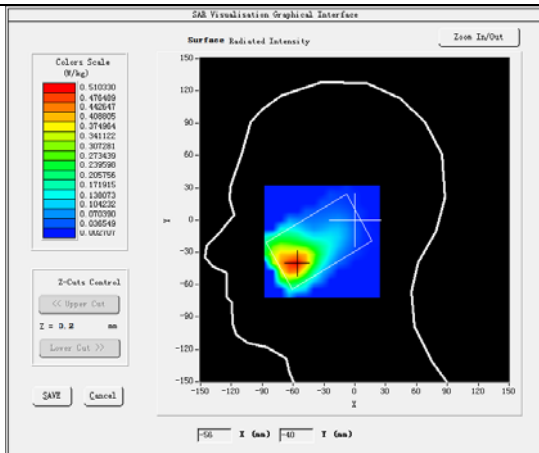 SAR Visualisation Graphical Interface
Surface Radiated Intensity
Zoom In/Out
Colors Scale
(W/kg)
0.510330
0.476489
0.442647
0.408805
0.374964
0.341122
0.307281
0.273439
0.239598
0.205756
0.171915
0.138073
0.104232
0.070390
0.036549
0.002707
Z-Cuts Control
<< Upper Cut
Z = 3.2 mm
Lower Cut >>
SAVE Cancel
150
120
90
60
30
0
Y
-30
-60
-90
-120
-150
-150 -120 -90 -60 -30 0 30 60 90 120 150
X
-56 X (mm) -40 Y (mm)